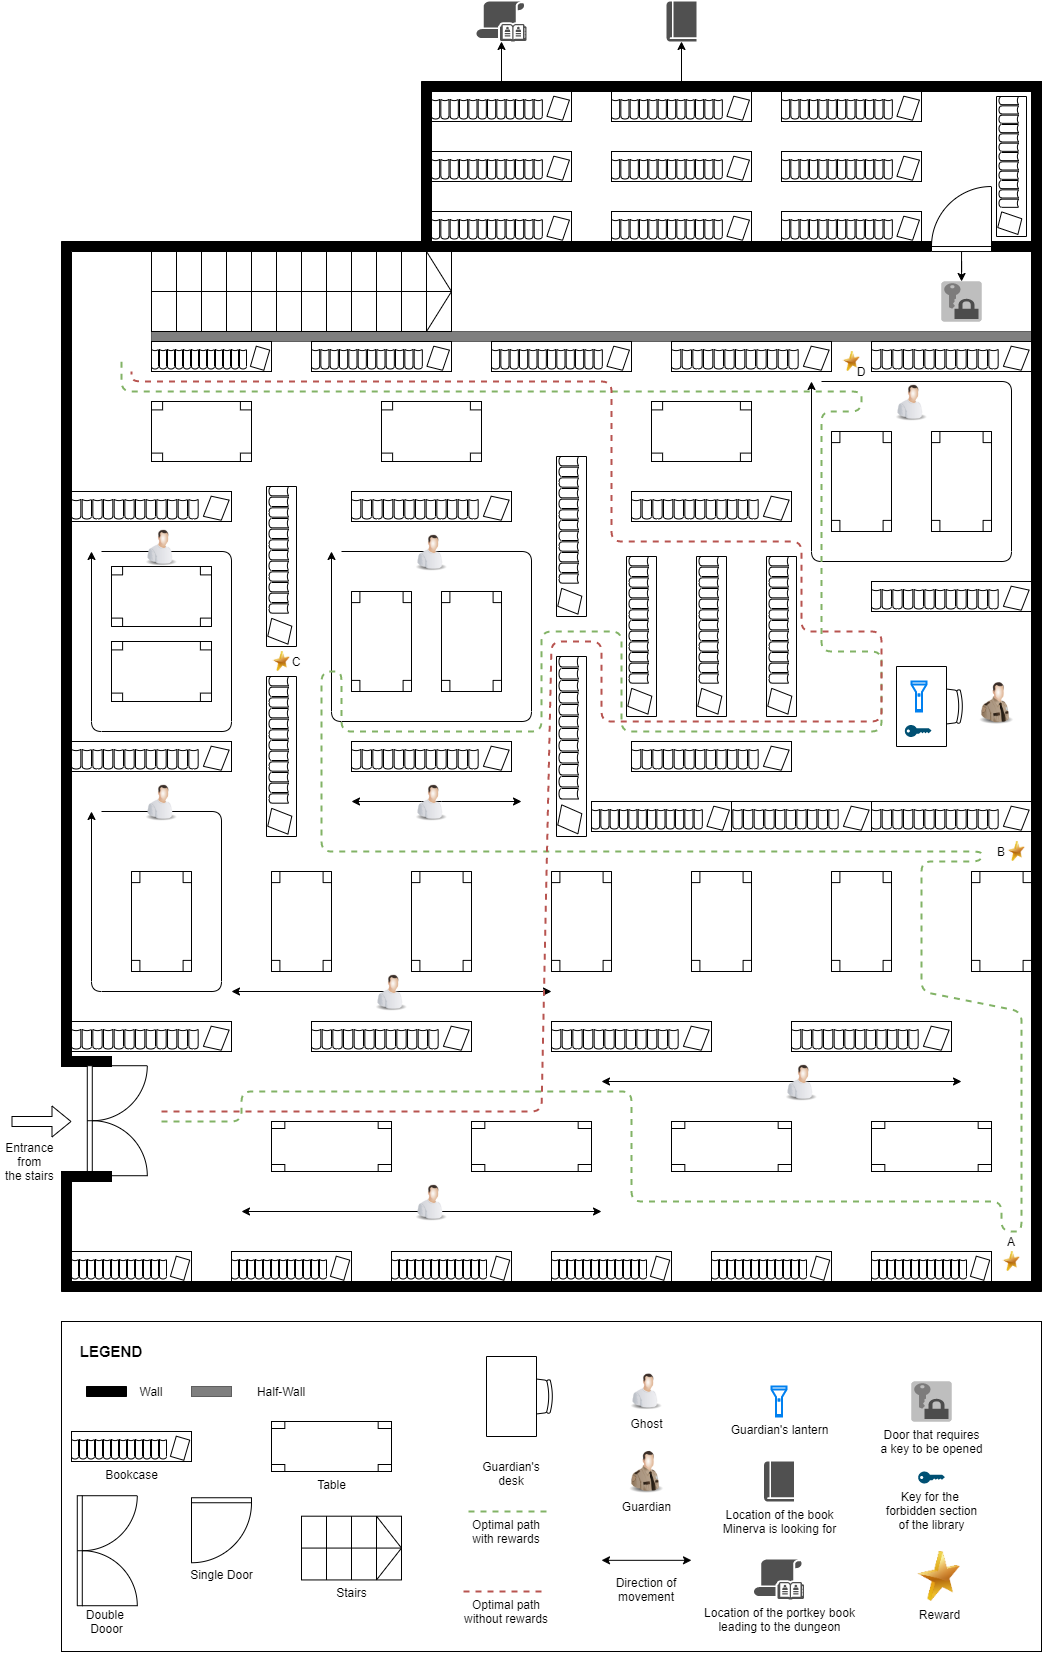 D
C
B
Entrance
from
the stairs
A
LEGEND
Wall
Half-Wall
Bookcase
Table
Guardian's
desk
Ghost
Guardian's lantern
Door that requires
a key to be opened
Guardian
Key for the
forbidden section
of the library
Optimal path
with rewards
Location of the book
Minerva is looking for
Single Door
Stairs
Direction of
movement
Double
Dooor
Optimal path
without rewards
Location of the portkey book
leading to the dungeon
Reward